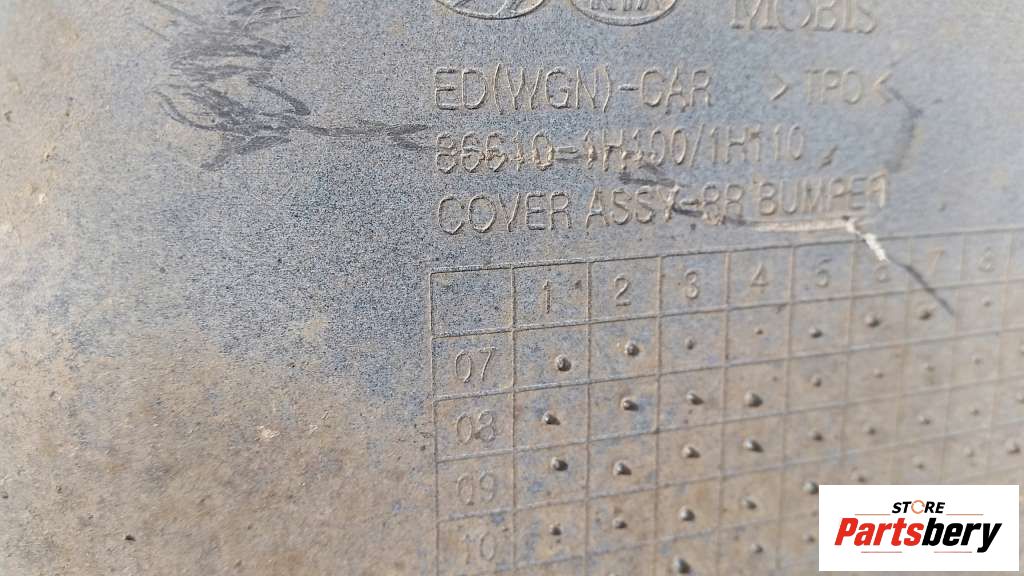 KIA MOBIS
ED(WGN)-CAR >TPO<
86610-1H100/1H110
COVER ASSY-RR BUMPER
1 2 3 4 5 6 7 8
07
08
09
10
STORE
Partsbery